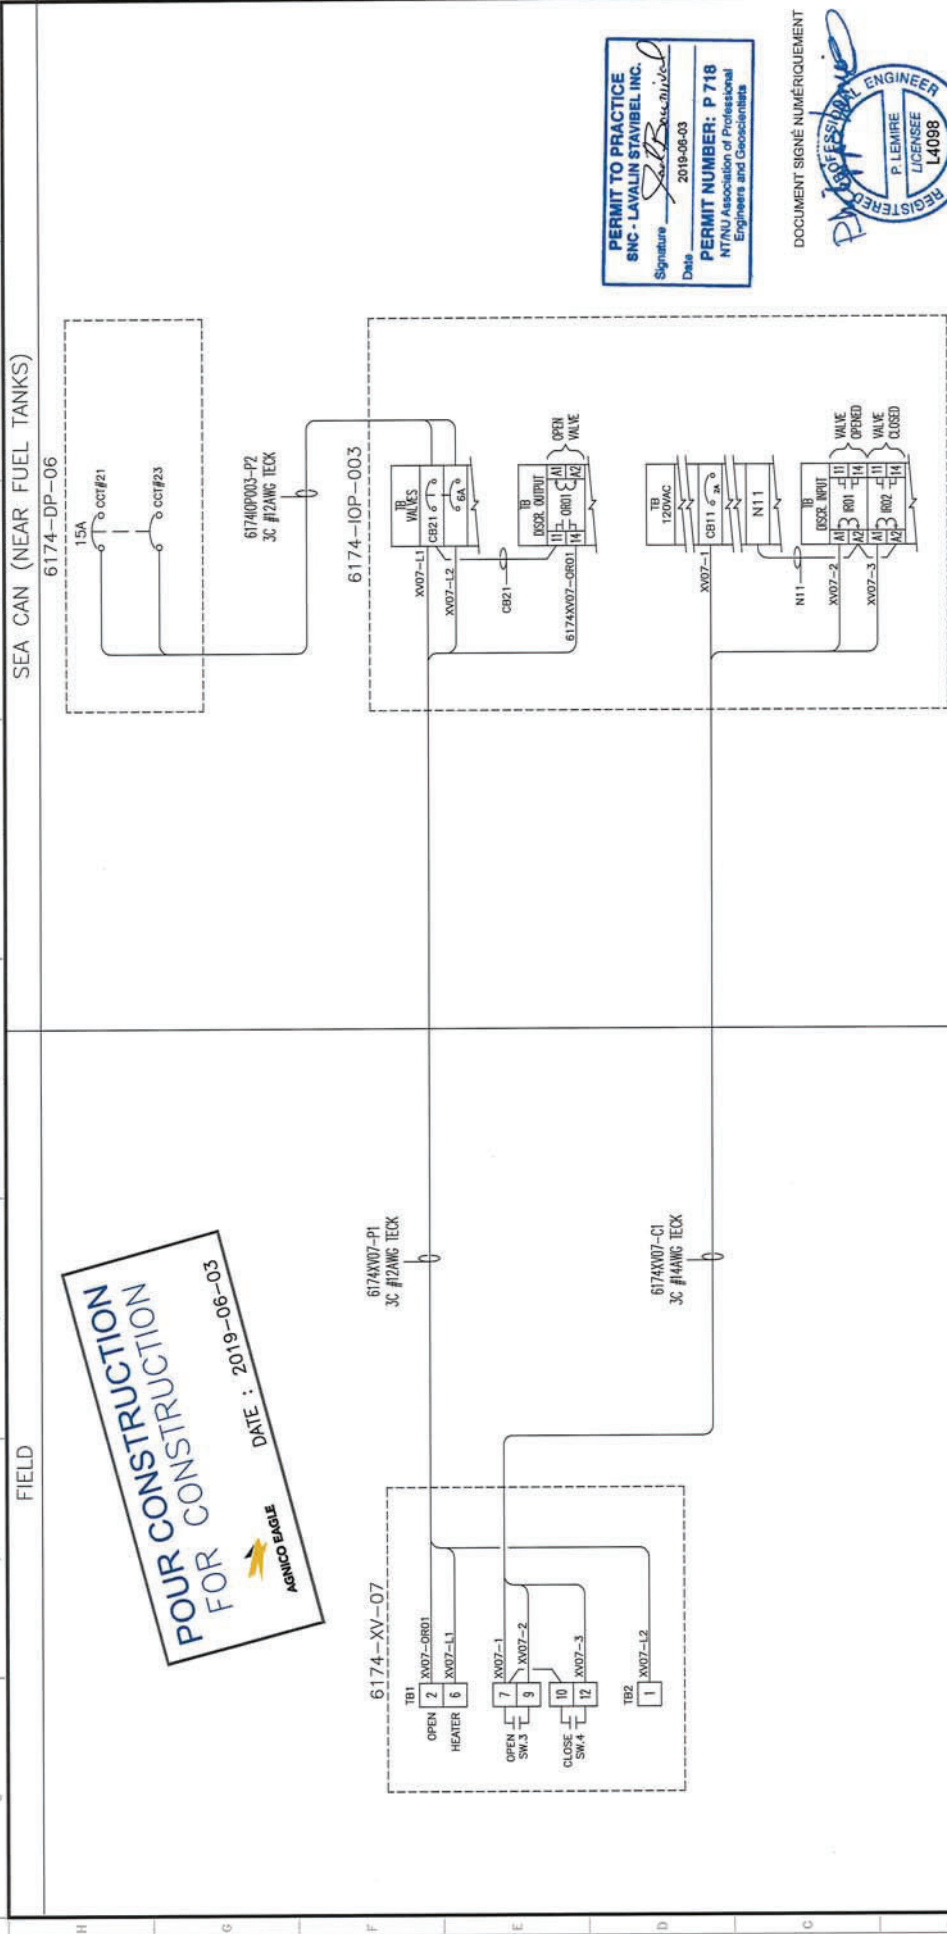 FIELD
SEA CAN (NEAR FUEL TANKS)
POUR CONSTRUCTION
FOR CONSTRUCTION
AGNICO EAGLE
DATE : 2019-06-03
6174-DP-06
15A
CCT#21
CCT#23
6174IOP003-P2
3C #12AWG TECK
6174-IOP-003
TB
VALVES
XV07-L1
CB21
XV07-L2
6A
CB21
TB
DISCR. OUTPUT
11 OR01 A1
14 A2
OPEN
VALVE
6174XV07-OR01
TB
120VAC
XV07-1
CB11 2A
N11
N11
TB
DISCR. INPUT
XV07-2
A1 IR01 11
A2 14
VALVE
OPENED
XV07-3
A1 IR02 11
A2 14
VALVE
CLOSED
6174XV07-P1
3C #12AWG TECK
6174XV07-C1
3C #14AWG TECK
6174-XV-07
TB1
OPEN 2 XV07-OR01
HEATER 6 XV07-L1
OPEN
SW.3
7 XV07-1
9 XV07-2
CLOSE
SW.4
10
12 XV07-3
TB2
1 XV07-L2
PERMIT TO PRACTICE
SNC - LAVALIN STAVIBEL INC.
Signature
Date 2019-06-03
PERMIT NUMBER: P 718
NT/NU Association of Professional
Engineers and Geoscientists
DOCUMENT SIGNÉ NUMÉRIQUEMENT
REGISTERED PROFESSIONAL ENGINEER
P. LEMIRE
LICENSEE
L4098
H
G
F
E
D
C